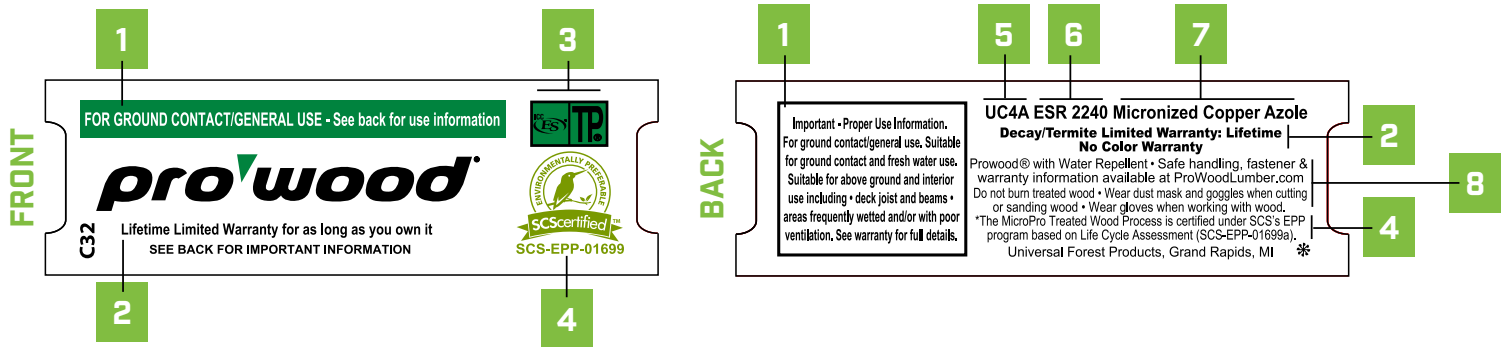 1
3
FRONT
FOR GROUND CONTACT/GENERAL USE - See back for use information
ICC
ES
TP
®
pro'wood
ENVIRONMENTALLY PREFERABLE
SCScertified™
SCS-EPP-01699
C32
Lifetime Limited Warranty for as long as you own it
SEE BACK FOR IMPORTANT INFORMATION
2
4
1
5
6
7
BACK
Important - Proper Use Information.
For ground contact/general use. Suitable
for ground contact and fresh water use.
Suitable for above ground and interior
use including • deck joist and beams •
areas frequently wetted and/or with poor
ventilation. See warranty for full details.
UC4A ESR 2240 Micronized Copper Azole
Decay/Termite Limited Warranty: Lifetime
No Color Warranty
2
Prowood® with Water Repellent • Safe handling, fastener &
warranty information available at ProWoodLumber.com
Do not burn treated wood • Wear dust mask and goggles when cutting
or sanding wood • Wear gloves when working with wood.
8
*The MicroPro Treated Wood Process is certified under SCS's EPP
program based on Life Cycle Assessment (SCS-EPP-01699a).
4
Universal Forest Products, Grand Rapids, MI